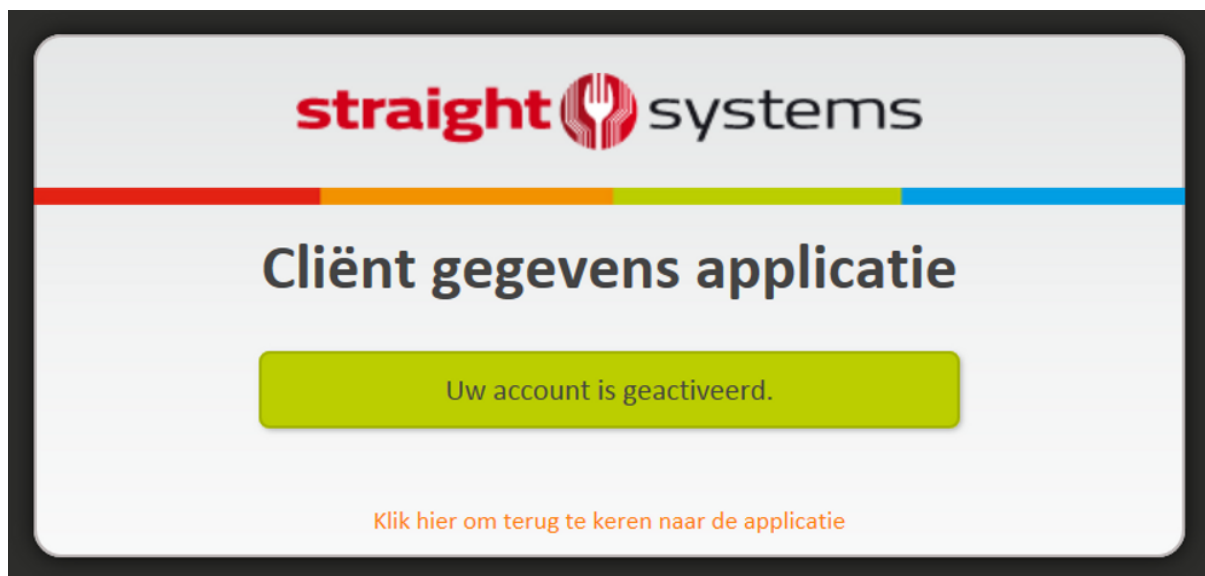 straight systems
Cliënt gegevens applicatie
Uw account is geactiveerd.
Klik hier om terug te keren naar de applicatie